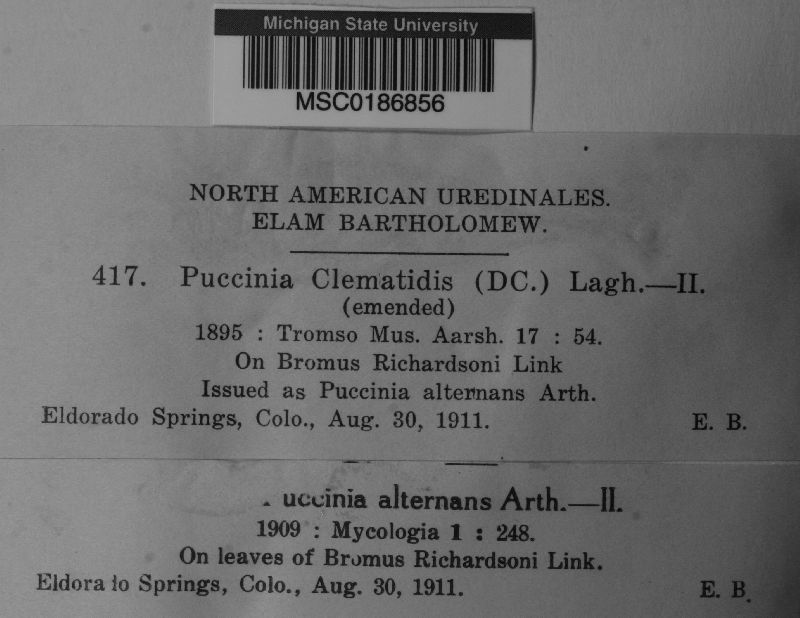 Michigan State University
MSC0186856
NORTH AMERICAN UREDINALES.
ELAM BARTHOLOMEW.
417. Puccinia Clematidis (DC.) Lagh.—II.
(emended)
1895 : Tromso Mus. Aarsh. 17 : 54.
On Bromus Richardsoni Link
Issued as Puccinia alternans Arth.
Eldorado Springs, Colo., Aug. 30, 1911. E. B.
uccinia alternans Arth.—II.
1909 : Mycologia 1 : 248.
On leaves of Bromus Richardsoni Link.
Eldorado Springs, Colo., Aug. 30, 1911. E. B.